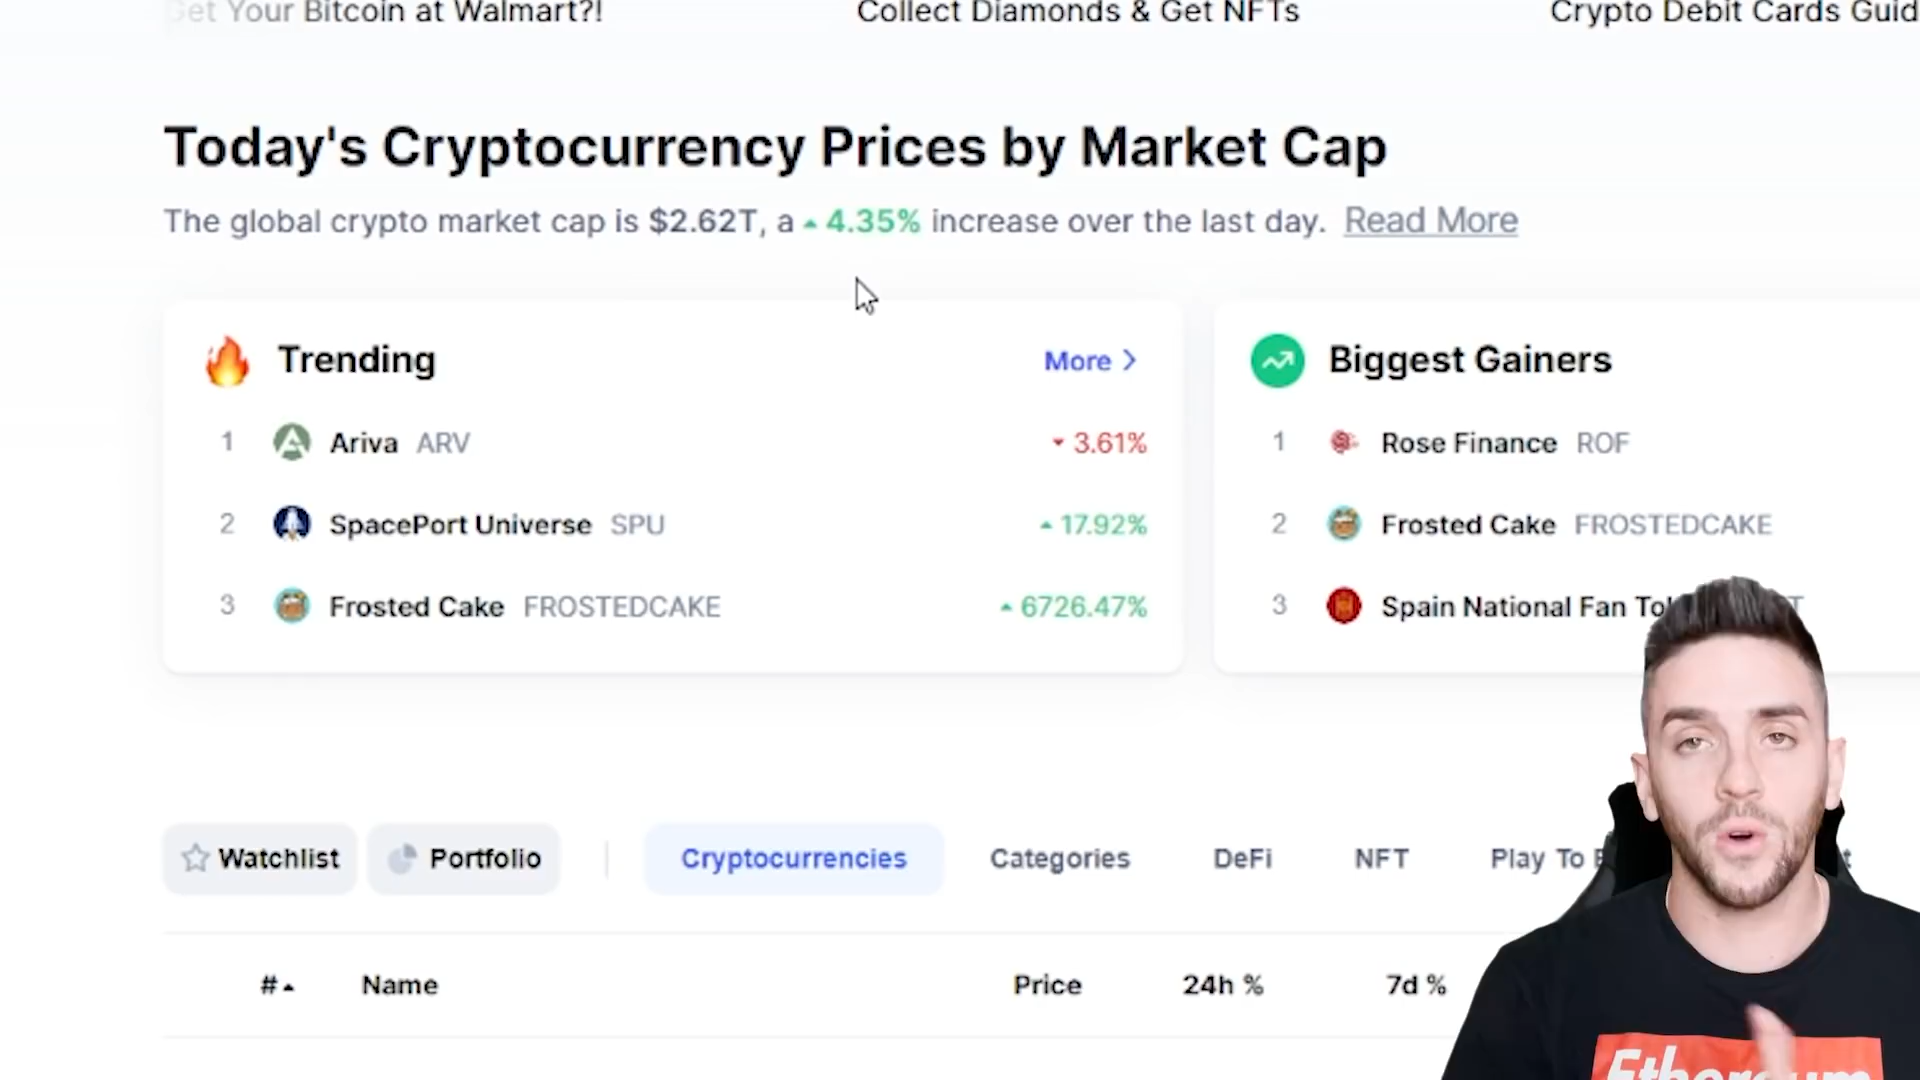 Get Your Bitcoin at Walmart?!
Collect Diamonds & Get NFTs
Crypto Debit Cards Guid
Today's Cryptocurrency Prices by Market Cap
The global crypto market cap is $2.62T, a 4.35% increase over the last day. Read More
Trending
More
1 Ariva ARV 3.61%
2 SpacePort Universe SPU 17.92%
3 Frosted Cake FROSTEDCAKE 6726.47%
Biggest Gainers
1 Rose Finance ROF
2 Frosted Cake FROSTEDCAKE
3 Spain National Fan
Watchlist Portfolio Cryptocurrencies Categories DeFi NFT Play To
# Name Price 24h % 7d %
Ethereum